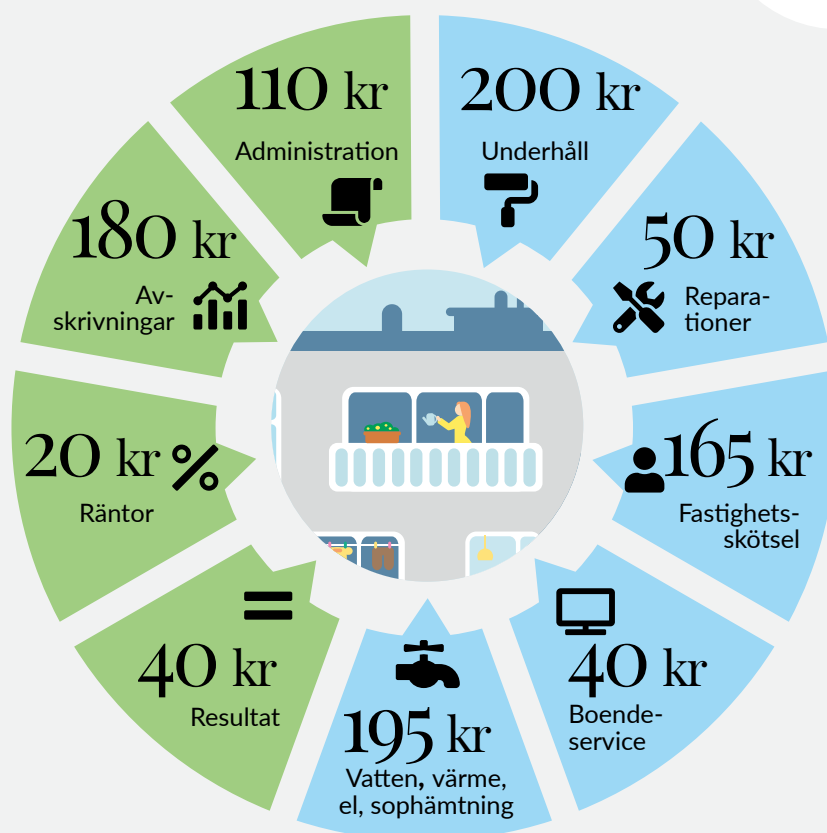 110 kr
Administration
200 kr
Underhåll
50 kr
Repara-
tioner
165 kr
Fastighets-
skötsel
40 kr
Boende-
service
195 kr
Vatten, värme,
el, sophämtning
40 kr
Resultat
20 kr %
Räntor
180 kr
Av-
skrivningar